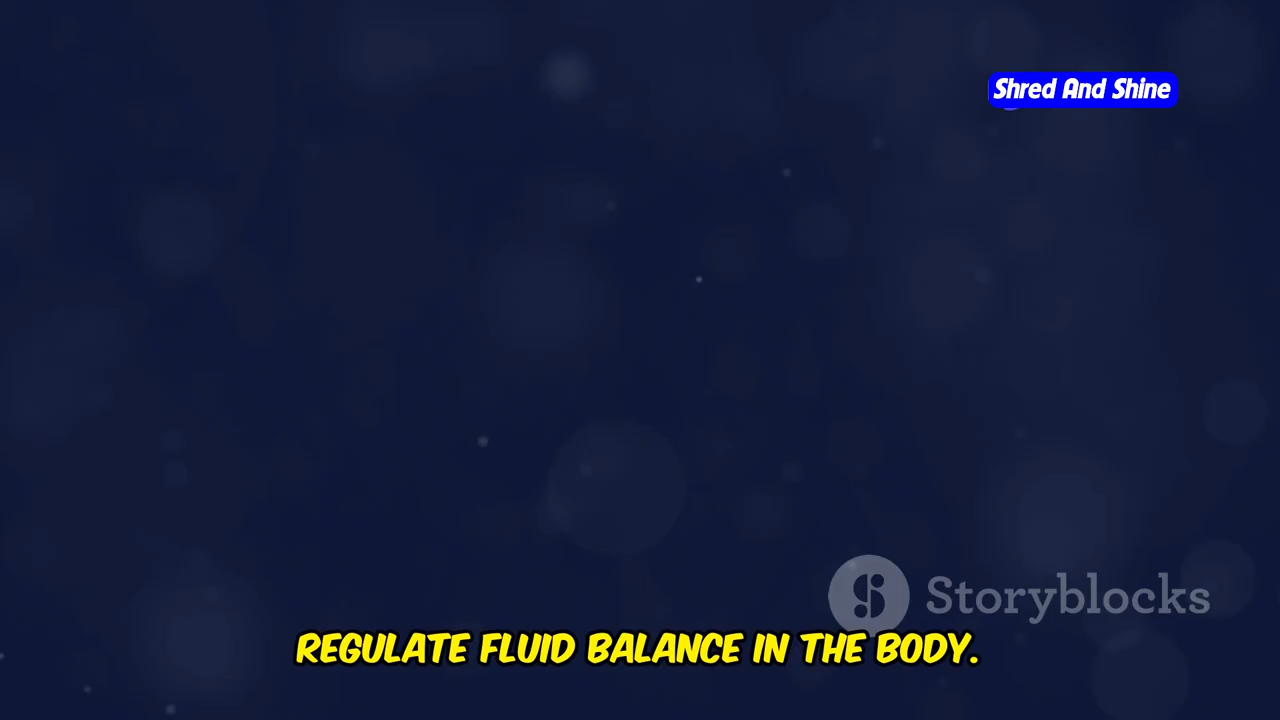 Shred And Shine
Storyblocks
REGULATE FLUID BALANCE IN THE BODY.